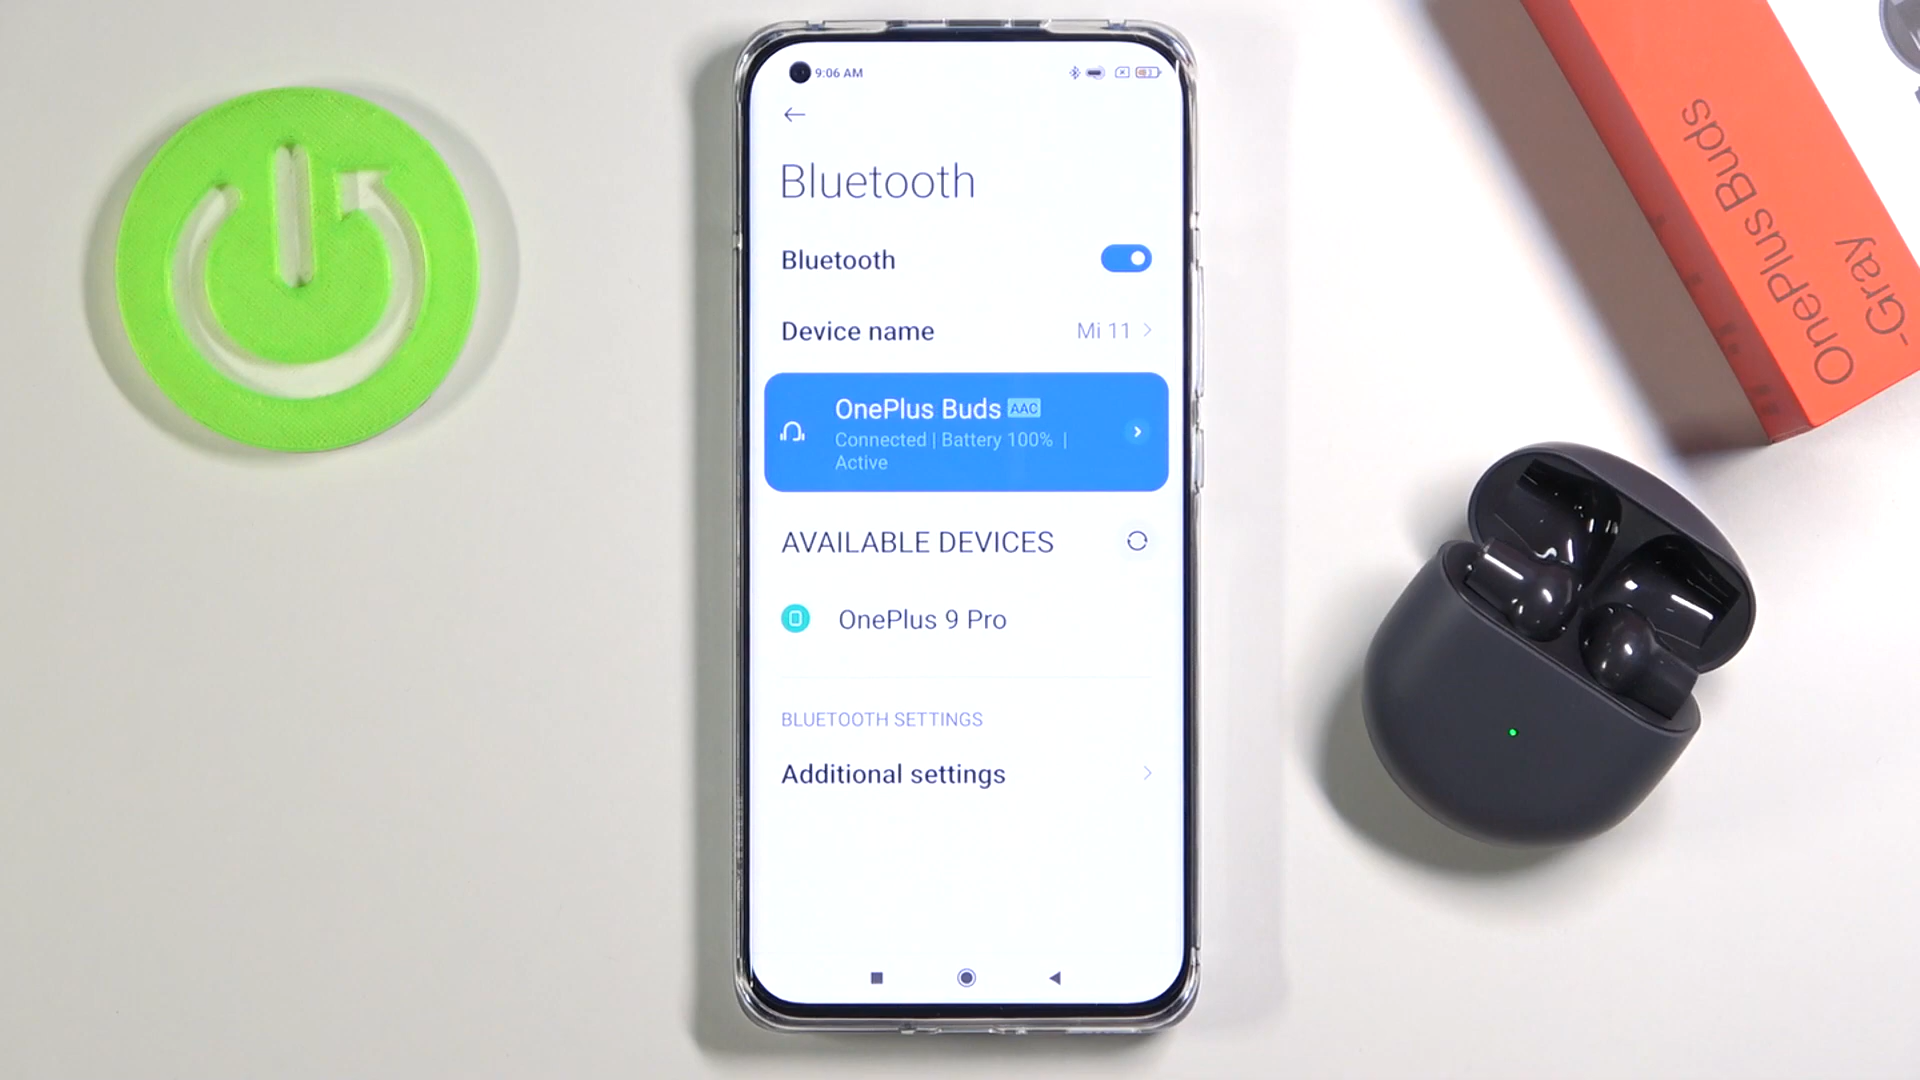 9:06 AM
Bluetooth
Bluetooth
Device name
Mi 11
OnePlus Buds AAC
Connected | Battery 100% |
Active
AVAILABLE DEVICES
OnePlus 9 Pro
BLUETOOTH SETTINGS
Additional settings
OnePlus Buds
-Gray